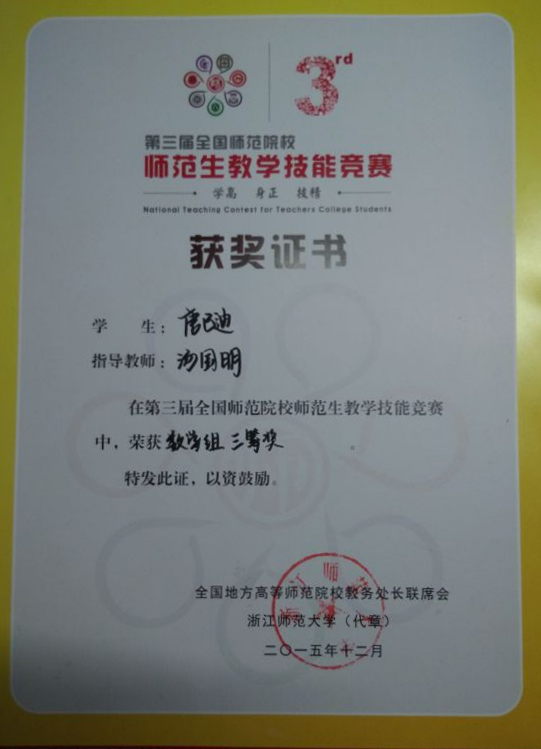 3rd
第三届全国师范院校
师范生教学技能竞赛
学高 身正 技精
National Teaching Contest for Teachers College Students
获奖证书
学 生：唐已迪
指导教师：汤国明
在第三届全国师范院校师范生教学技能竞赛
中，荣获数学组三等奖。
特发此证，以资鼓励。
全国地方高等师范院校教务处长联席会
浙江师范大学（代章）
二〇一五年十二月